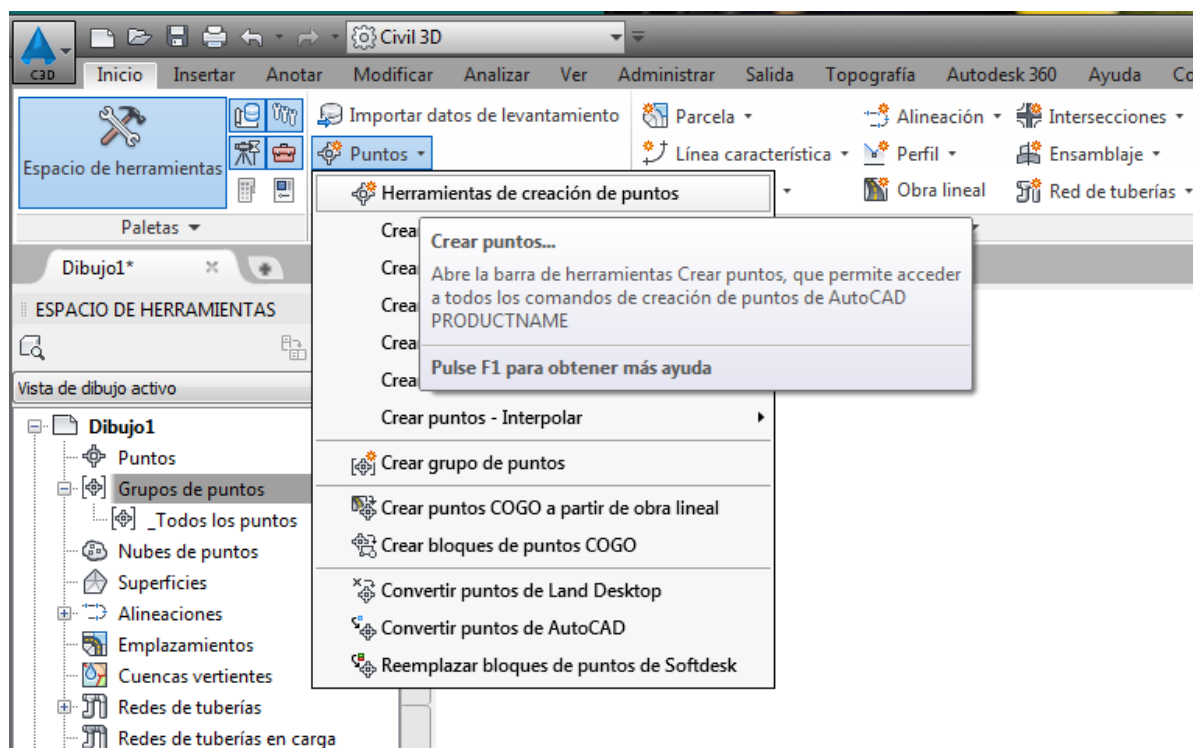 Civil 3D
C3D
Inicio Insertar Anotar Modificar Analizar Ver Administrar Salida Topografía Autodesk 360 Ayuda
Espacio de herramientas
Paletas
Importar datos de levantamiento
Puntos
Parcela
Línea característica
Alineación
Perfil
Obra lineal
Intersecciones
Ensamblaje
Red de tuberías
Herramientas de creación de puntos
Crear puntos...
Abre la barra de herramientas Crear puntos, que permite acceder
a todos los comandos de creación de puntos de AutoCAD
PRODUCTNAME
Pulse F1 para obtener más ayuda
Crear puntos - Interpolar
Crear grupo de puntos
Crear puntos COGO a partir de obra lineal
Crear bloques de puntos COGO
Convertir puntos de Land Desktop
Convertir puntos de AutoCAD
Reemplazar bloques de puntos de Softdesk
Dibujo1*
ESPACIO DE HERRAMIENTAS
Vista de dibujo activo
Dibujo1
Puntos
Grupos de puntos
_Todos los puntos
Nubes de puntos
Superficies
Alineaciones
Emplazamientos
Cuencas vertientes
Redes de tuberías
Redes de tuberías en carga